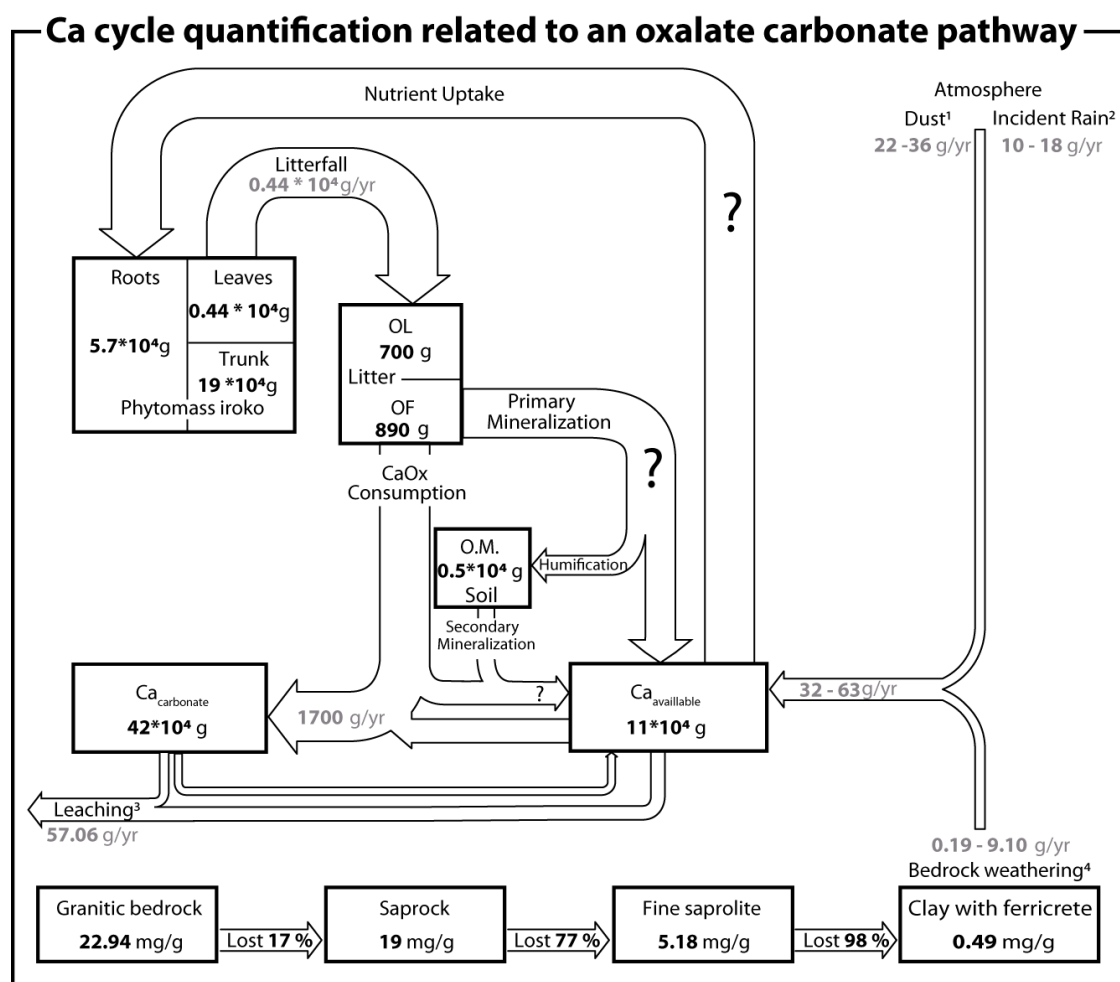 Ca cycle quantification related to an oxalate carbonate pathway
Nutrient Uptake
Atmosphere
Dust¹ Incident Rain²
22 -36 g/yr 10 - 18 g/yr
Litterfall
0.44 * 10⁴ g/yr
?
Roots
5.7*10⁴g
Leaves
0.44 * 10⁴g
Trunk
19 *10⁴g
Phytomass iroko
OL
700 g
Litter
OF
890 g
Primary
Mineralization
?
CaOx
Consumption
O.M.
0.5*10⁴ g
Soil
Humification
Secondary
Mineralization
Ca carbonate
42*10⁴ g
1700 g/yr
?
Ca availlable
11*10⁴ g
32 - 63 g/yr
Leaching³
57.06 g/yr
0.19 - 9.10 g/yr
Bedrock weathering⁴
Granitic bedrock
22.94 mg/g
Lost 17 %
Saprock
19 mg/g
Lost 77 %
Fine saprolite
5.18 mg/g
Lost 98 %
Clay with ferricrete
0.49 mg/g